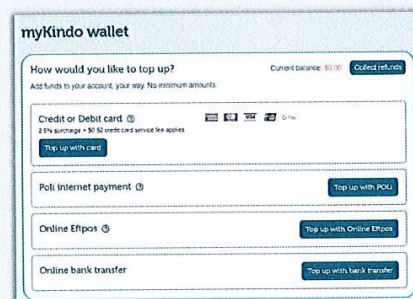 myKindo wallet
How would you like to top up?
Current balance: $0.00
Collect refunds
Add funds to your account, your way. No minimum amounts.
Credit or Debit card
VISA
2.5% surcharge + $0.50 credit card service fee applies
Top up with card
Poli internet payment
Top up with POLi
Online Eftpos
Top up with Online Eftpos
Online bank transfer
Top up with bank transfer